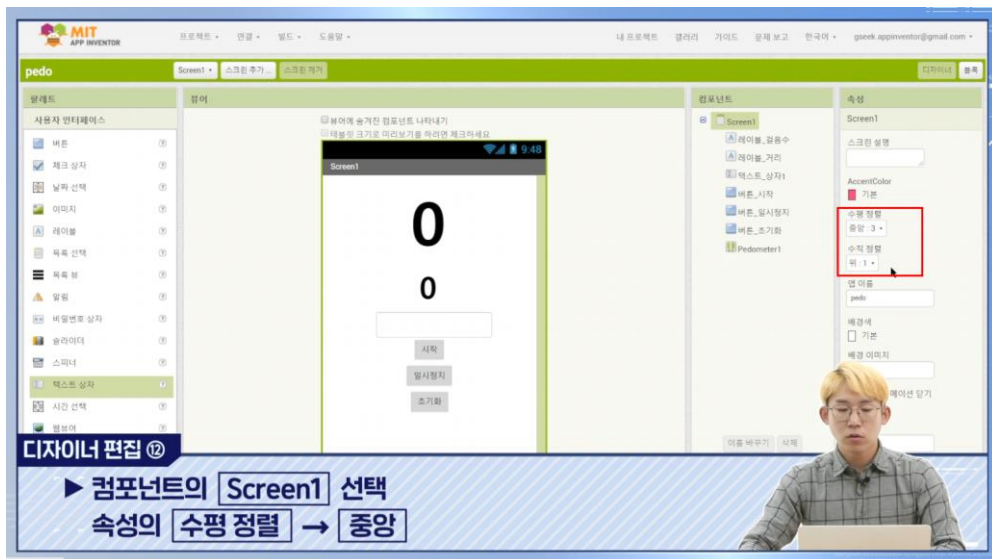 MIT
APP INVENTOR
프로젝트 연결 빌드 도움말
내 프로젝트 갤러리 가이드 문제 보고 한국어 gseek.appinventor@gmail.com
pedo
Screen1 스크린 추가 ... 스크린 제거
디자이너 블록
팔레트
사용자 인터페이스
버튼
체크 상자
날짜 선택
이미지
레이블
목록 선택
목록 뷰
알림
비밀번호 상자
슬라이더
스피너
텍스트 상자
시간 선택
웹뷰어
뷰어
뷰어에 숨겨진 컴포넌트 나타내기
태블릿 크기로 미리보기를 하려면 체크하세요
9:48
Screen1
0
0
시작
일시정지
초기화
컴포넌트
Screen1
레이블_걸음수
레이블_거리
텍스트_상자1
버튼_시작
버튼_일시정지
버튼_초기화
Pedometer1
이름 바꾸기 삭제
속성
Screen1
스크린 설명
AccentColor
기본
수평 정렬
중앙 : 3
수직 정렬
위 : 1
앱 이름
pedo
배경색
기본
배경 이미지
메이션 닫기
디자이너 편집 ⑫
▶ 컴포넌트의 Screen1 선택
속성의 수평 정렬 → 중앙